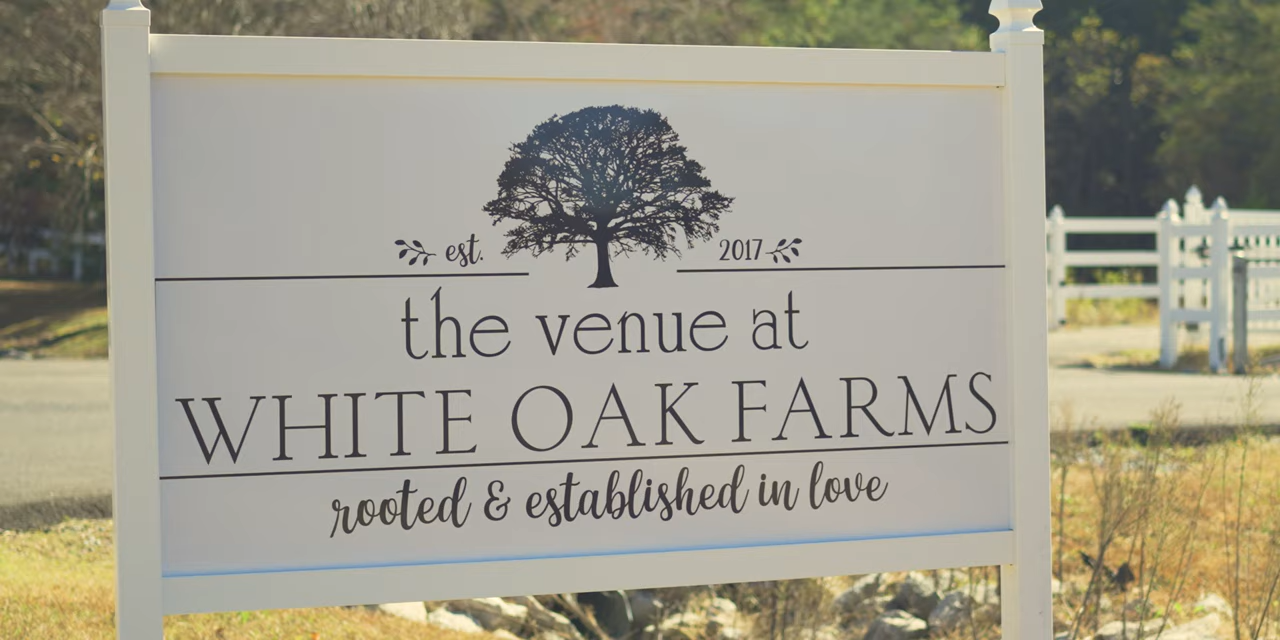 est. 2017
the venue at
WHITE OAK FARMS
rooted & established in love